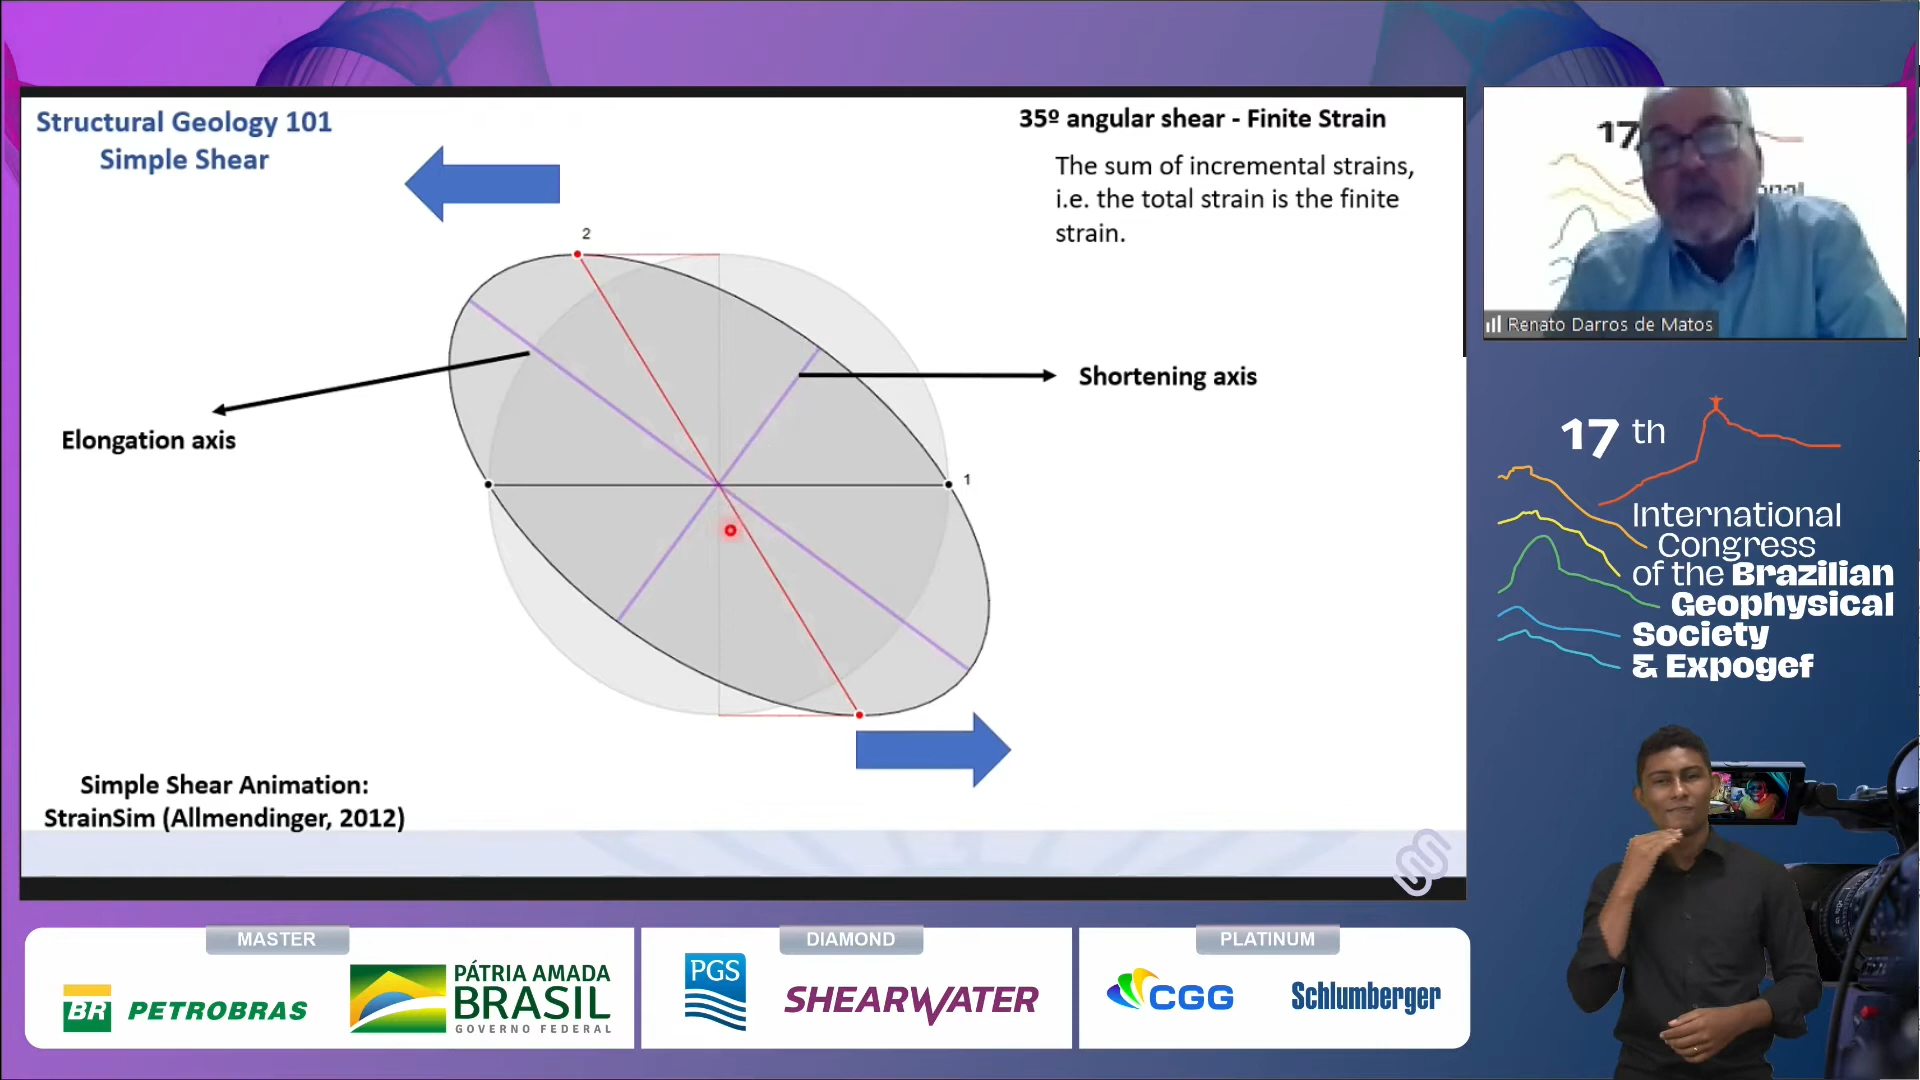 Structural Geology 101
Simple Shear
35º angular shear - Finite Strain
The sum of incremental strains,
i.e. the total strain is the finite
strain.
2
Shortening axis
Elongation axis
1
Simple Shear Animation:
StrainSim (Allmendinger, 2012)
17
Renato Darros de Matos
17 th
International
Congress
of the Brazilian
Geophysical
Society
& Expogef
MASTER
BR PETROBRAS
PÁTRIA AMADA
BRASIL
GOVERNO FEDERAL
DIAMOND
PGS
SHEARWATER
PLATINUM
CGG
Schlumberger